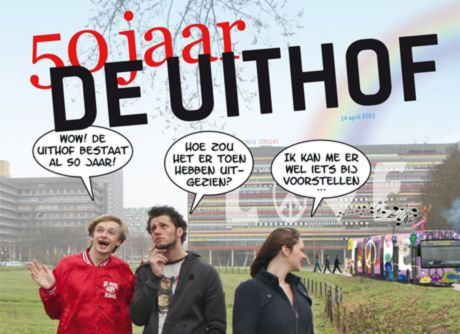 50 jaar
DE UITHOF
14 april 2011
WOW! DE
UITHOF BESTAAT
AL 50 JAAR!
HOE ZOU
HET ER TOEN
HEBBEN UIT-
GEZIEN?
IK KAN ME ER
WEL IETS BIJ
VOORSTELLEN
...